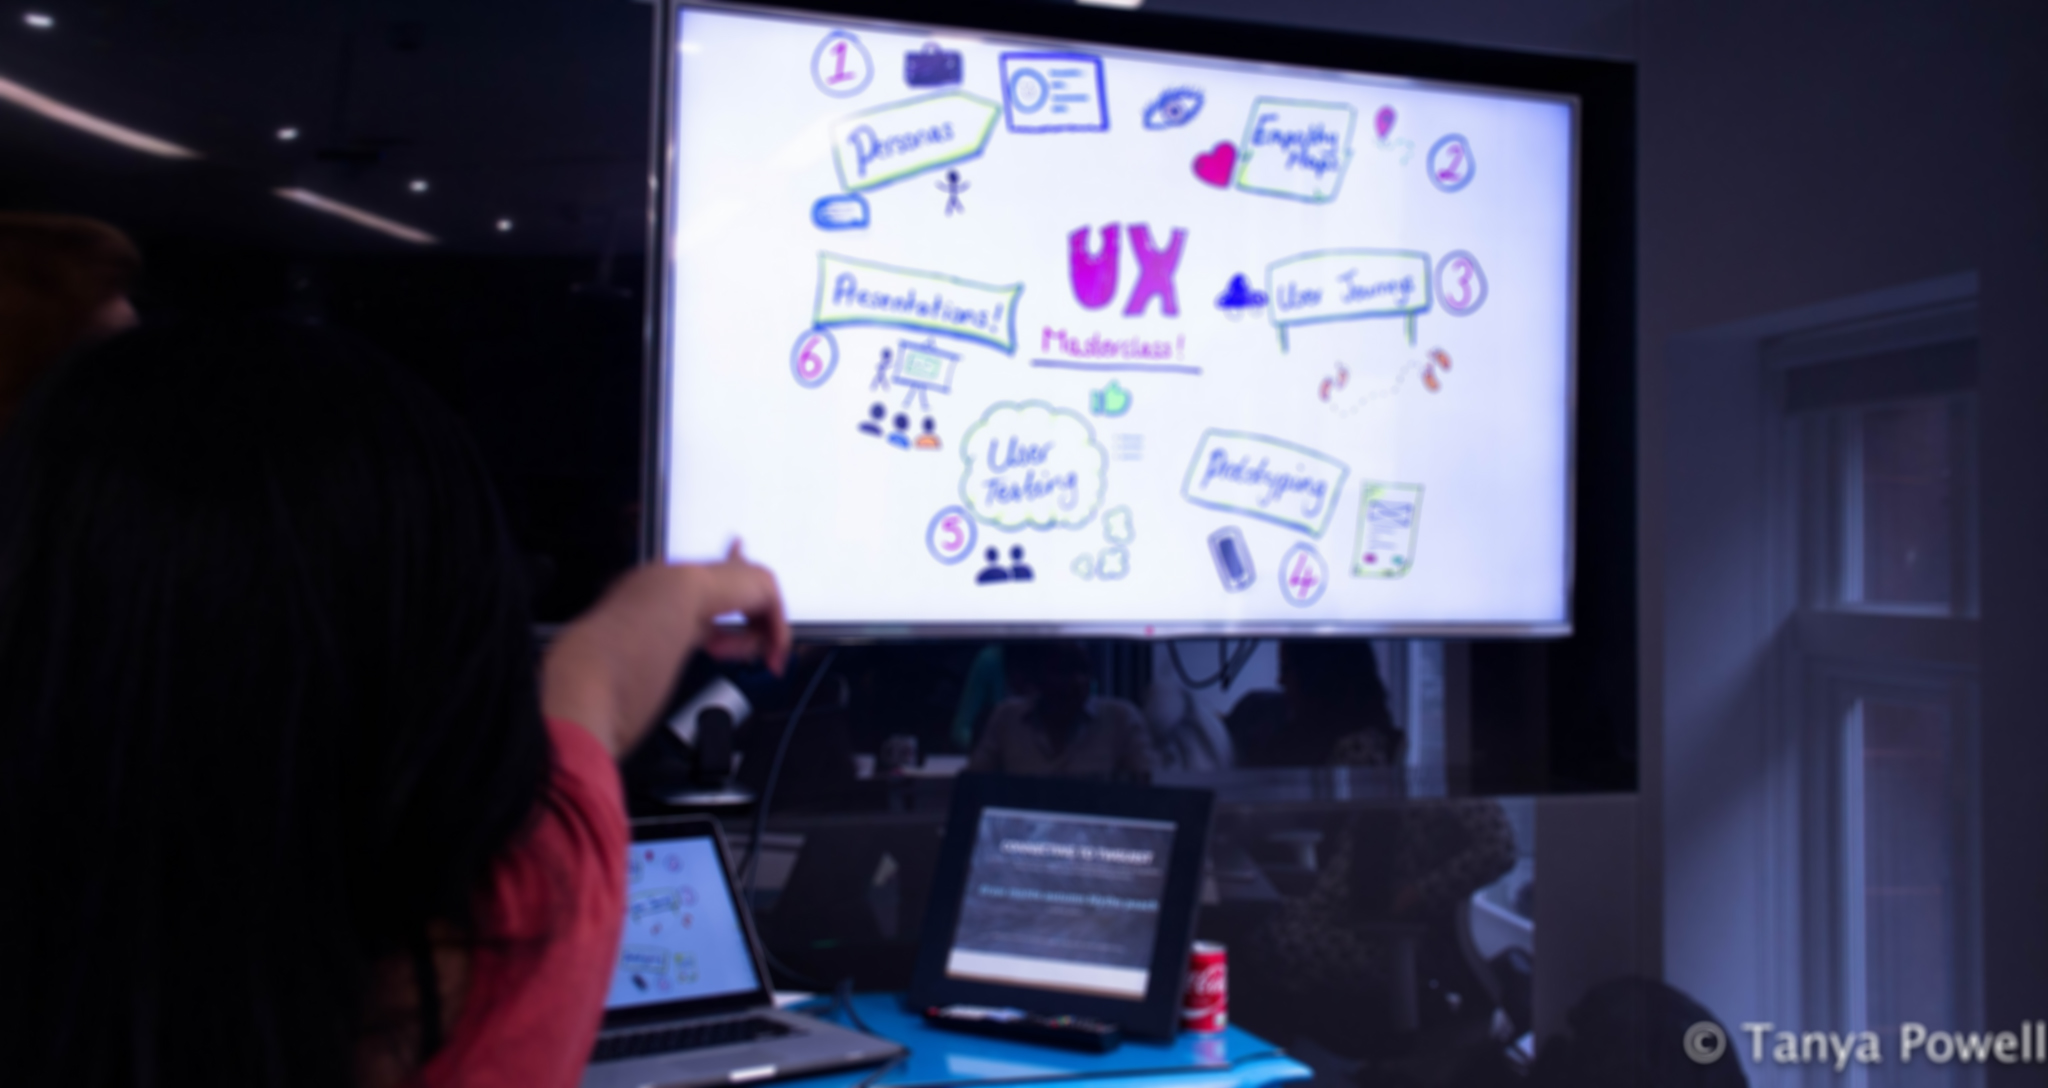 1
Personas
Empathy
Maps
2
UX
Masterclass!
User Journey
3
Presentations!
6
User
Testing
5
Prototyping
4
© Tanya Powell